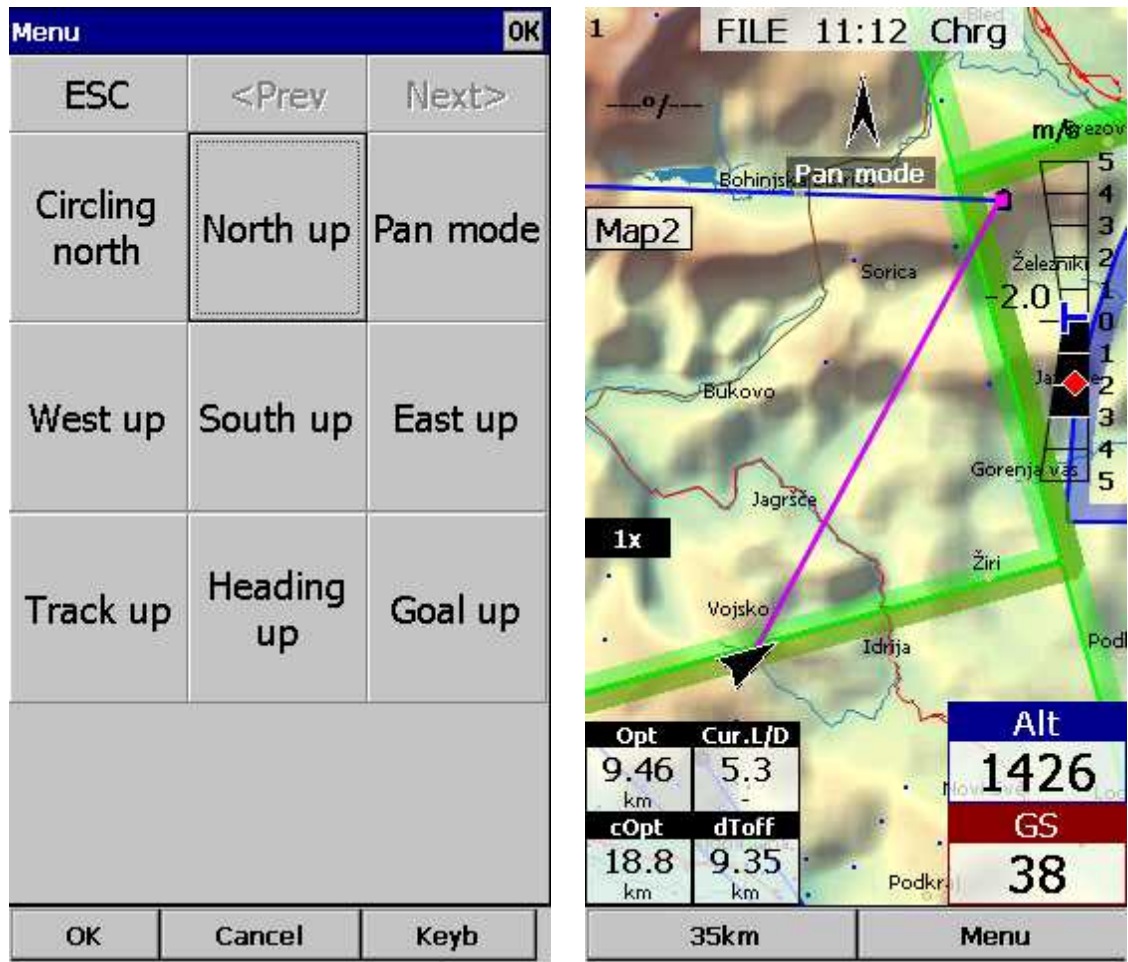 Menu
OK
ESC
<Prev
Next>
Circling
north
North up
Pan mode
West up
South up
East up
Track up
Heading
up
Goal up
OK
Cancel
Keyb
1
FILE 11:12 Chrg
Bled
---°/---
m/s
Pan mode
Bohinjska
Map2
5
4
3
2
1
0
1
2
3
4
5
Sorica
Železniki
-2.0
Bukovo
Gorenja vas
Jagršče
1x
Žiri
Vojsko
Idrija
Opt
Cur.L/D
9.46
km
5.3
-
cOpt
dToff
18.8
km
9.35
km
Alt
1426
GS
38
35km
Menu